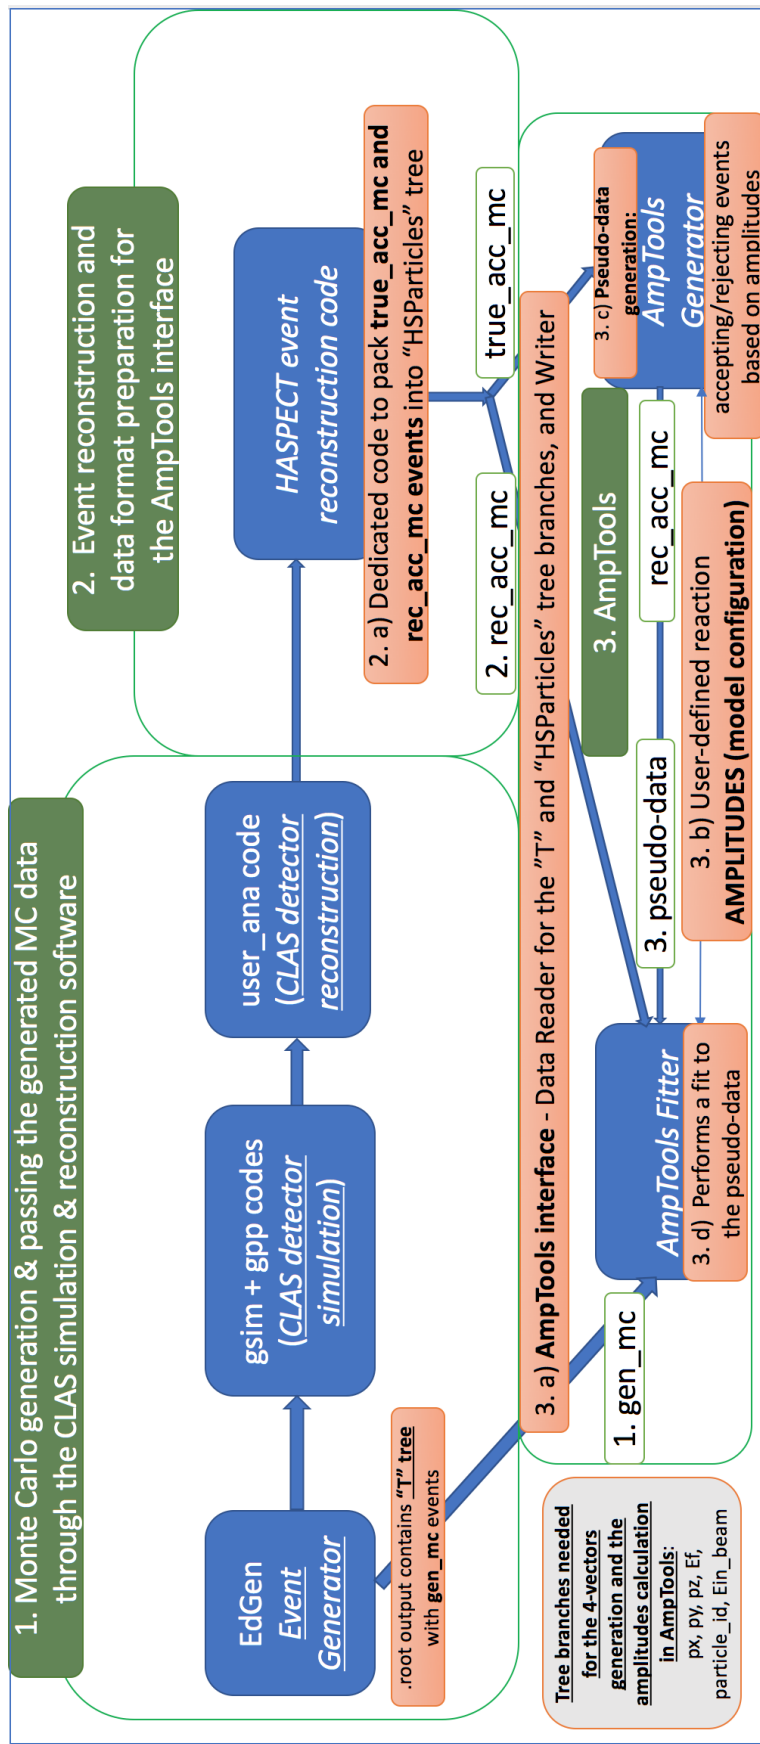 1. Monte Carlo generation & passing the generated MC data
through the CLAS simulation & reconstruction software
2.  Event reconstruction and
data format preparation for
the AmpTools interface
EdGen
Event
Generator
gsim + gpp codes
(CLAS detector
simulation)
user_ana code
(CLAS detector
reconstruction)
HASPECT event
reconstruction code
.root output contains "T" tree
with gen_mc events
2. a) Dedicated code to pack true_acc_mc and
rec_acc_mc events into "HSParticles" tree
2. rec_acc_mc
true_acc_mc
3. a) AmpTools interface - Data Reader for the "T" and "HSParticles" tree branches, and Writer
Tree branches needed
for the 4-vectors
generation and the
amplitudes calculation
in AmpTools:
px, py, pz, Ef,
particle_id, Ein_beam
1. gen_mc
AmpTools Fitter
3. d)  Performs a fit to
the pseudo-data
3. AmpTools
3. pseudo-data
rec_acc_mc
3. b) User-defined reaction
AMPLITUDES (model configuration)
3. c) Pseudo-data
generation:
AmpTools
Generator
accepting/rejecting events
based on amplitudes